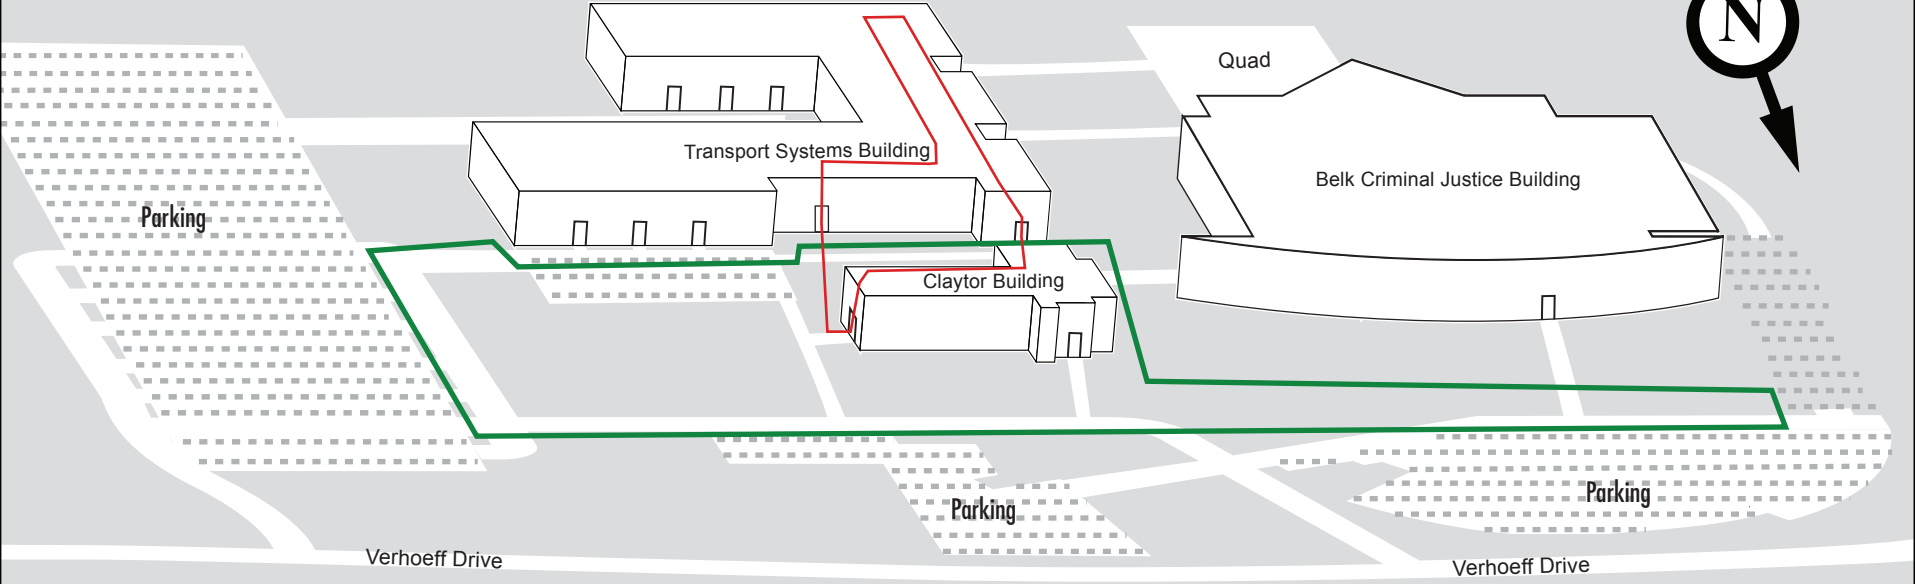 N
Quad
Transport Systems Building
Belk Criminal Justice Building
Parking
Claytor Building
Parking
Parking
Verhoeff Drive
Verhoeff Drive